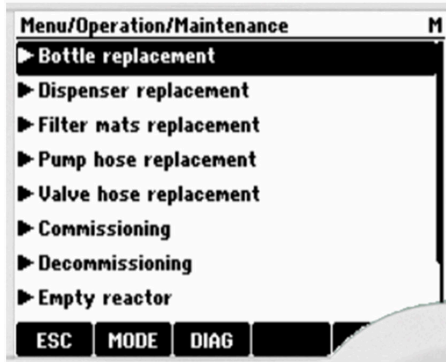 Menu/Operation/Maintenance M
Bottle replacement
Dispenser replacement
Filter mats replacement
Pump hose replacement
Valve hose replacement
Commissioning
Decommissioning
Empty reactor
ESC MODE DIAG